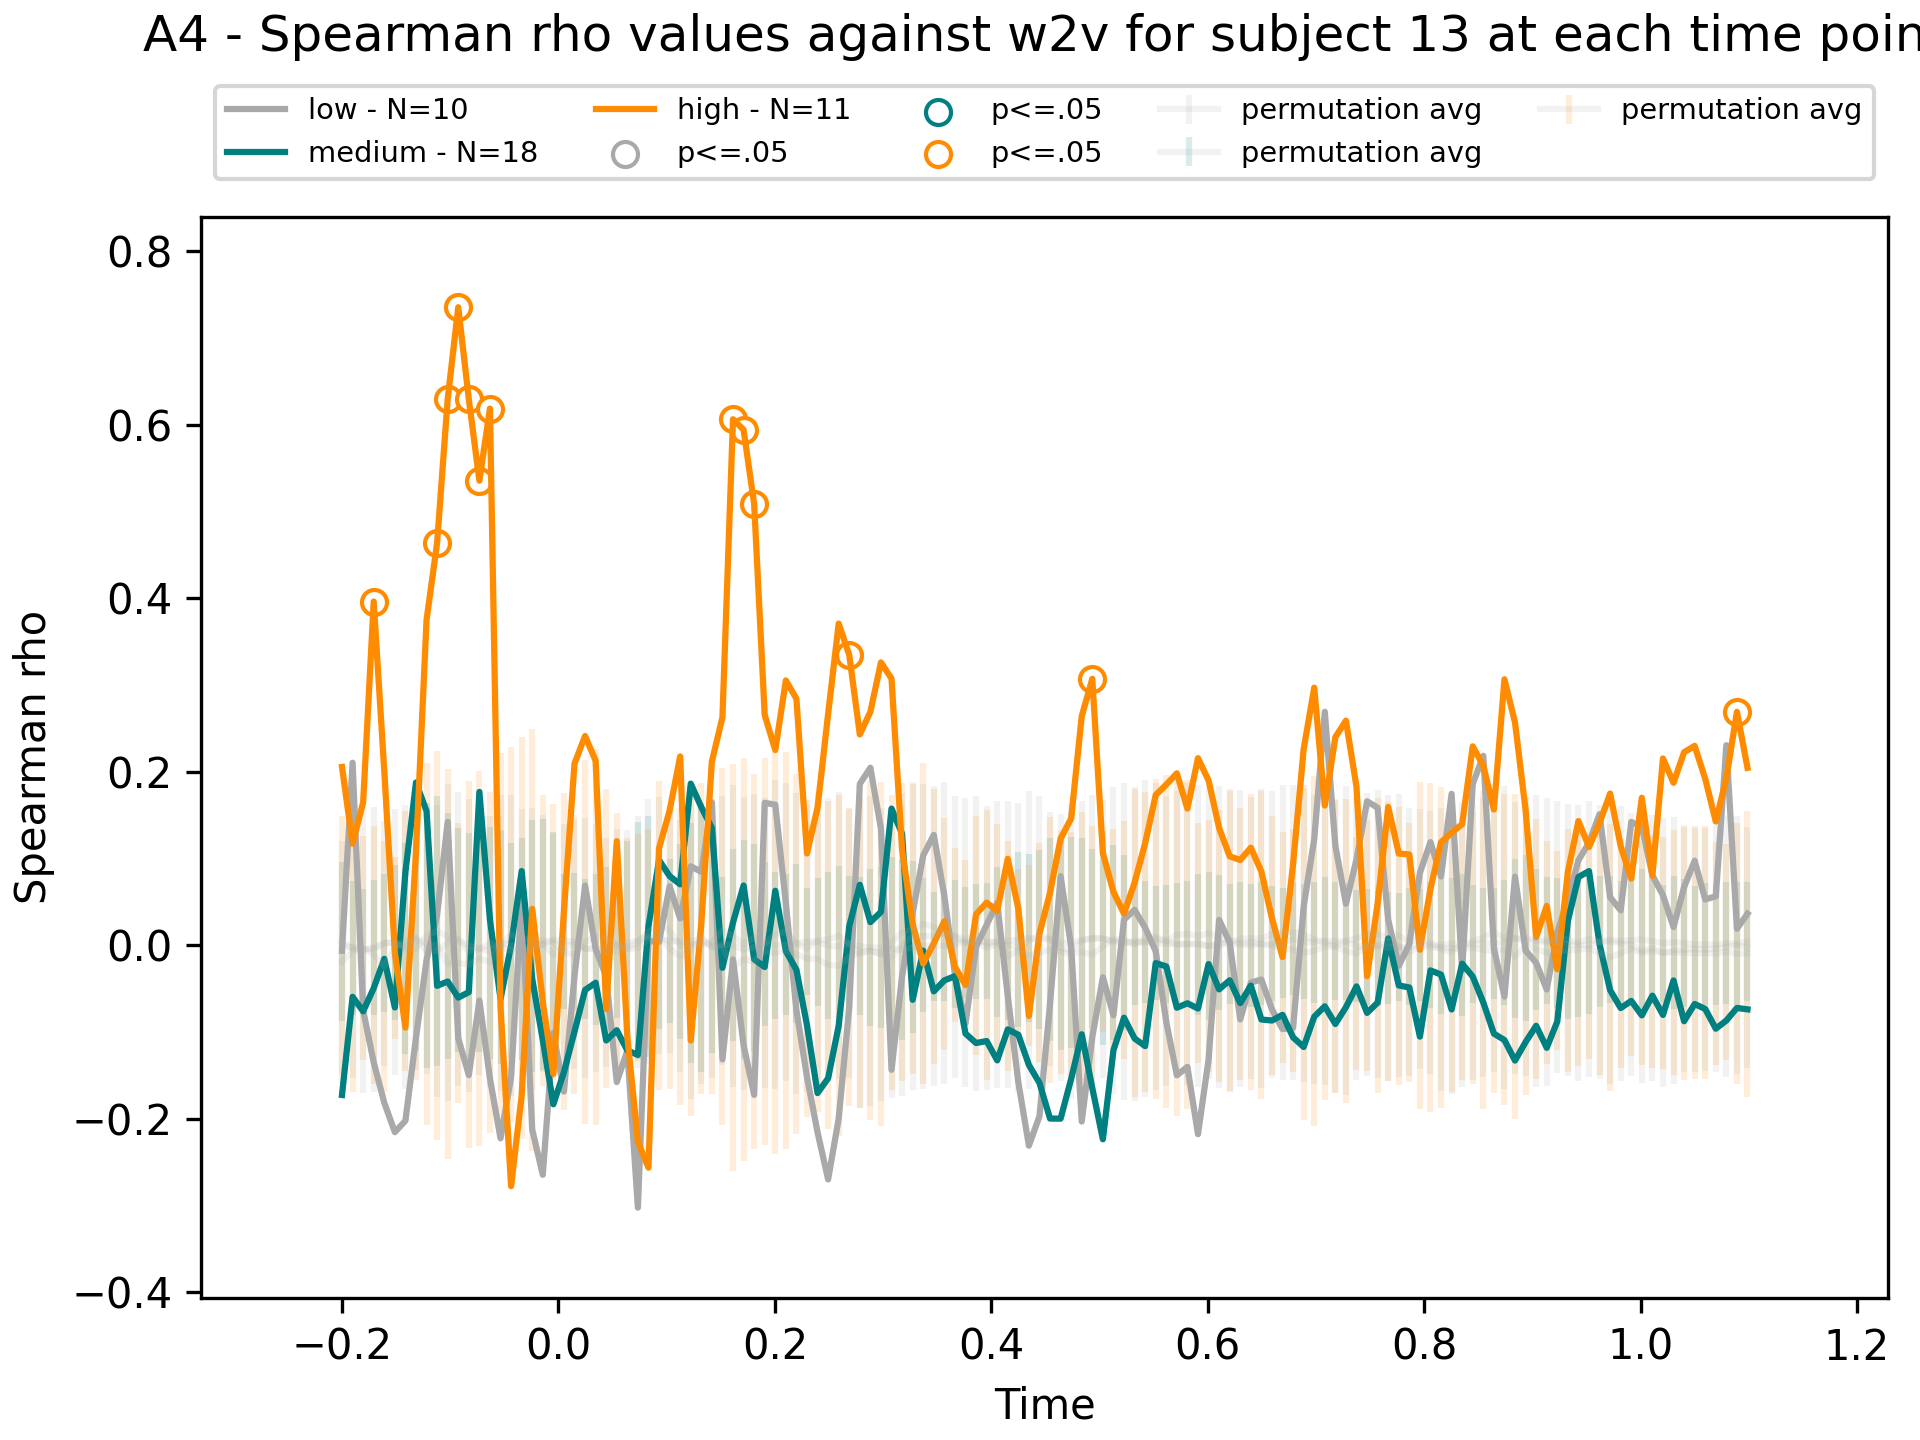 A4 - Spearman rho values against w2v for subject 13 at each time poin
low - N=10 high - N=11 p<=.05 permutation avg permutation avg
medium - N=18 p<=.05 p<=.05 permutation avg
0.8
0.6
0.4
0.2
0.0
−0.2
−0.4
Spearman rho
−0.2 0.0 0.2 0.4 0.6 0.8 1.0 1.2
Time